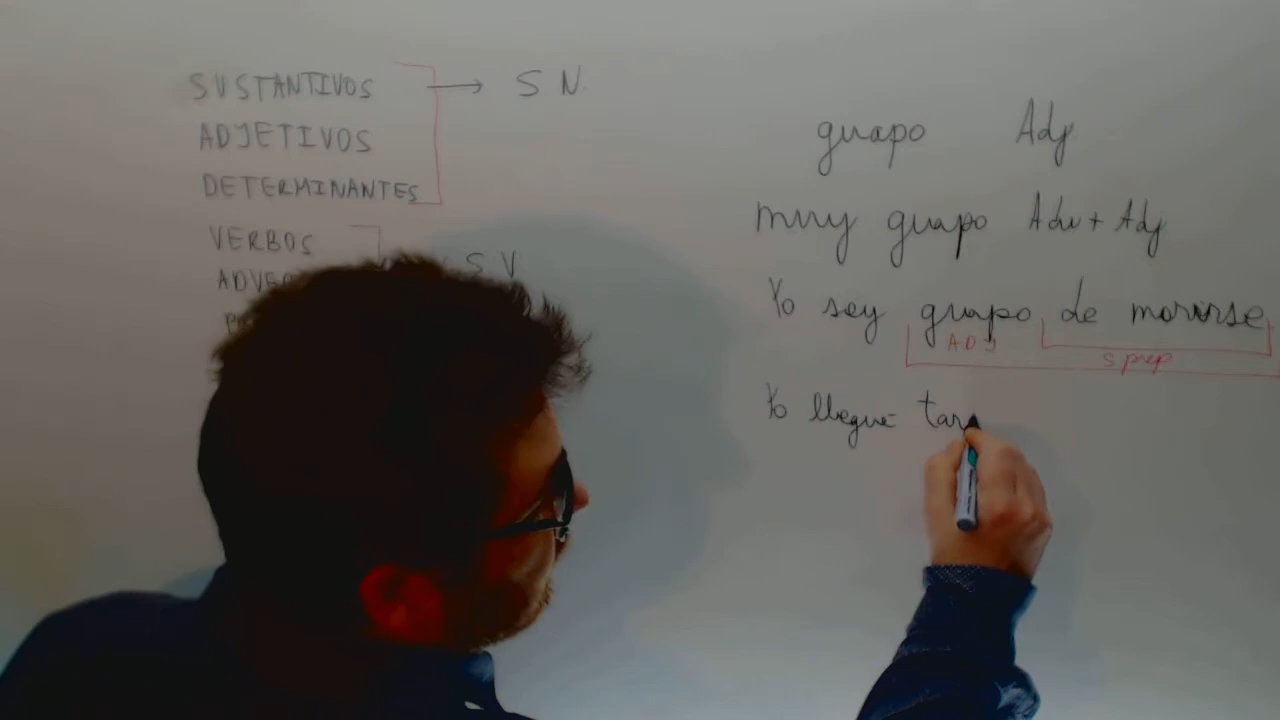 SUSTANTIVOS → SN
ADJETIVOS
DETERMINANTES
VERBOS
SV
guapo Adj
muy guapo Adv + Adj
Yo soy guapo de morirse
ADJ
S prep
Yo llegué tar